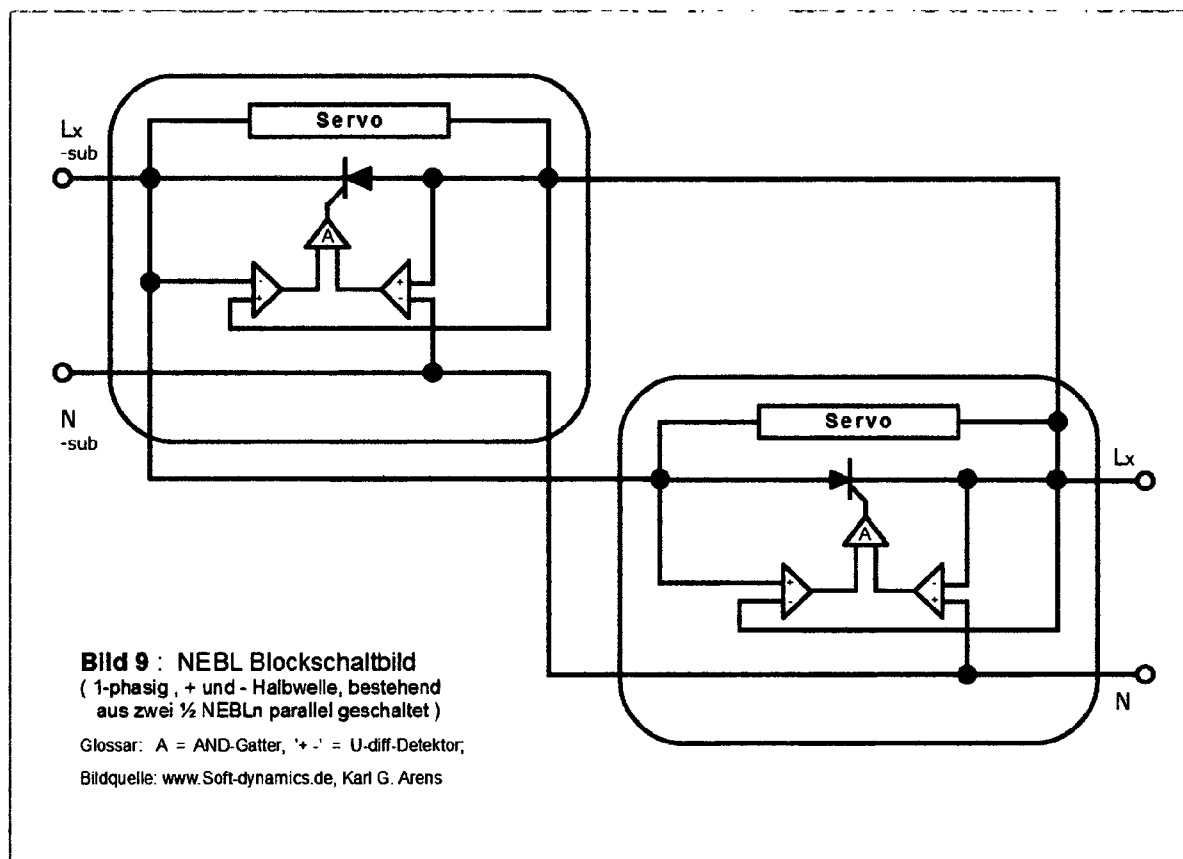 Servo
Lx
-sub
A
-
+
+
-
N
-sub
Servo
Lx
A
+
-
-
+
N
Bild 9 : NEBL Blockschaltbild
( 1-phasig , + und - Halbwelle, bestehend
aus zwei ½ NEBLn parallel geschaltet )
Glossar: A = AND-Gatter, '+ -' = U-diff-Detektor;
Bildquelle: www.Soft-dynamics.de, Karl G. Arens